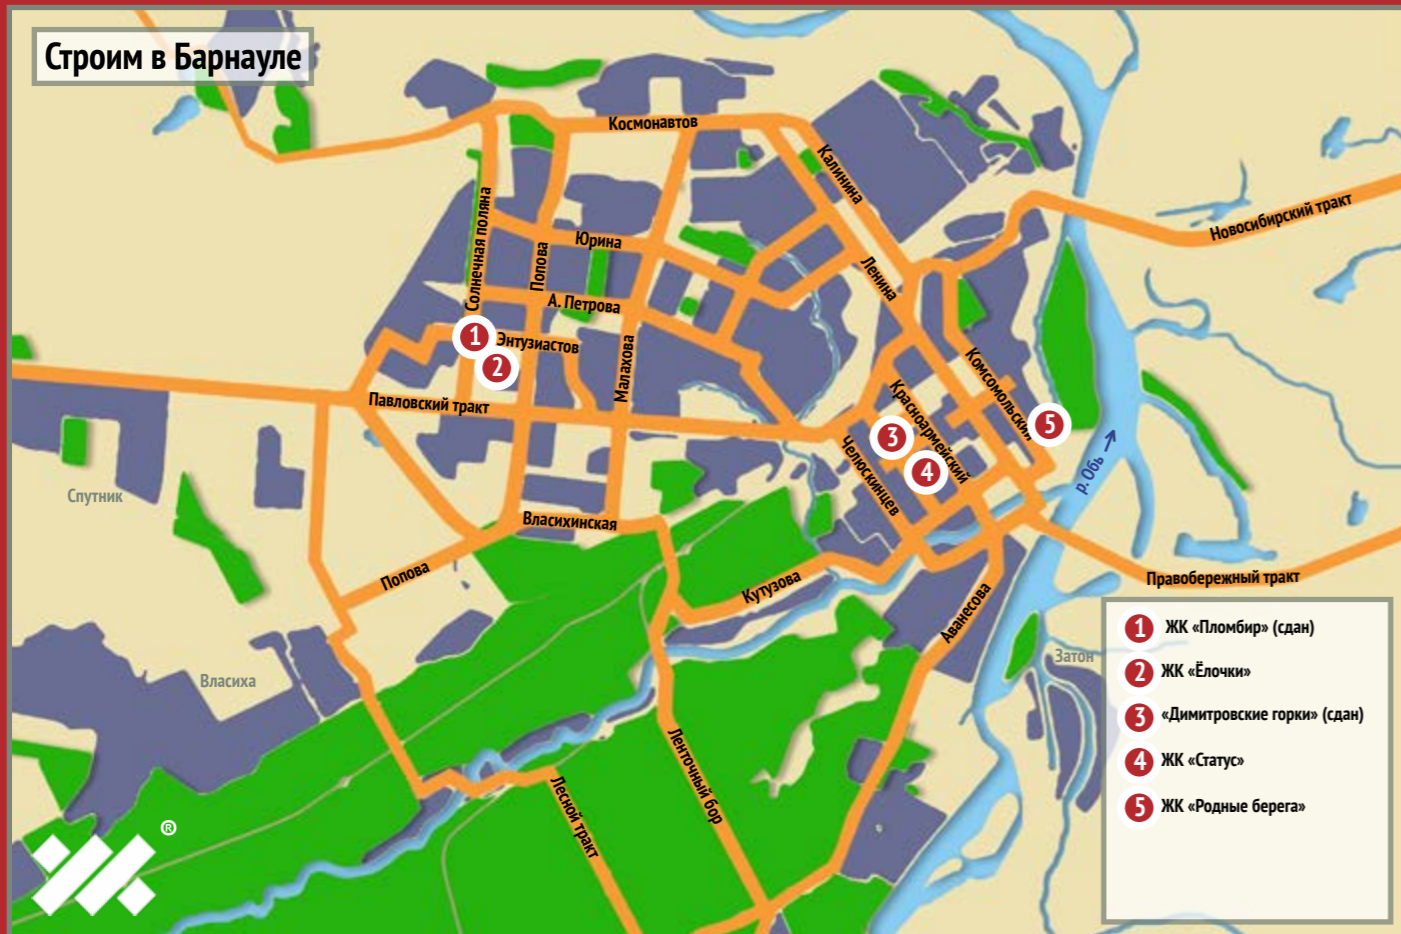 Строим в Барнауле
Космонавтов
Калинина
Новосибирский тракт
Солнечная поляна
Юрина
Попова
Ленина
А. Петрова
1
Энтузиастов
2
Малахова
Комсомольский
Павловский тракт
Красноармейский
3
5
Челюскинцев
4
р. Обь
Спутник
Власихинская
Попова
Кутузова
Правобережный тракт
Аванесова
Затон
Власиха
Ленточный бор
Лесной тракт
®
1 ЖК «Пломбир» (сдан)
2 ЖК «Ёлочки»
3 «Димитровские горки» (сдан)
4 ЖК «Статус»
5 ЖК «Родные берега»